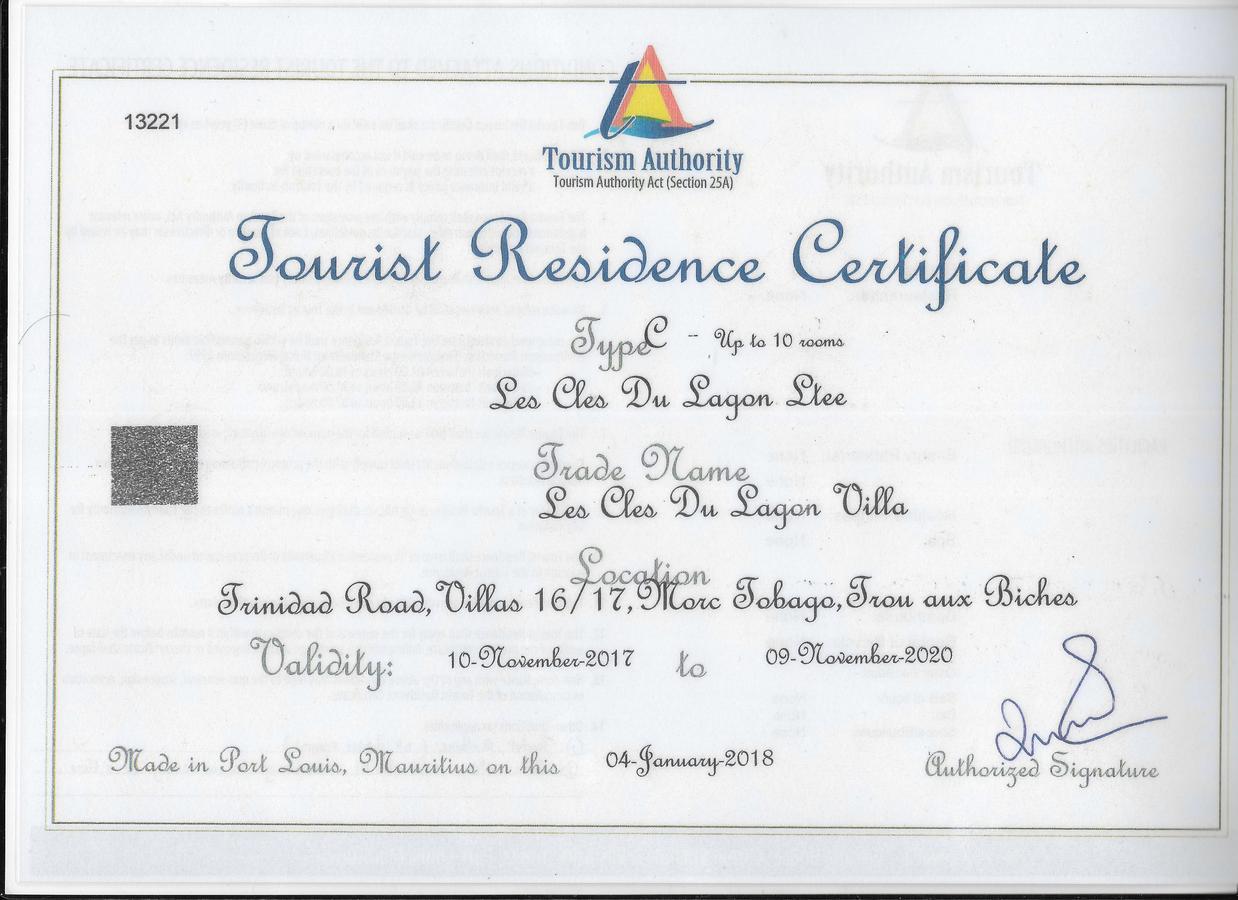 13221
Tourism Authority
Tourism Authority Act (Section 25A)
Tourist Residence Certificate
Type C - Up to 10 rooms
Les Cles Du Lagon Ltee
Trade Name
Les Cles Du Lagon Villa
Location
Trinidad Road, Villas 16/17, Morc Tobago, Trou aux Biches
Validity: 10-November-2017 to 09-November-2020
Made in Port Louis, Mauritius on this 04-January-2018
Authorized Signature